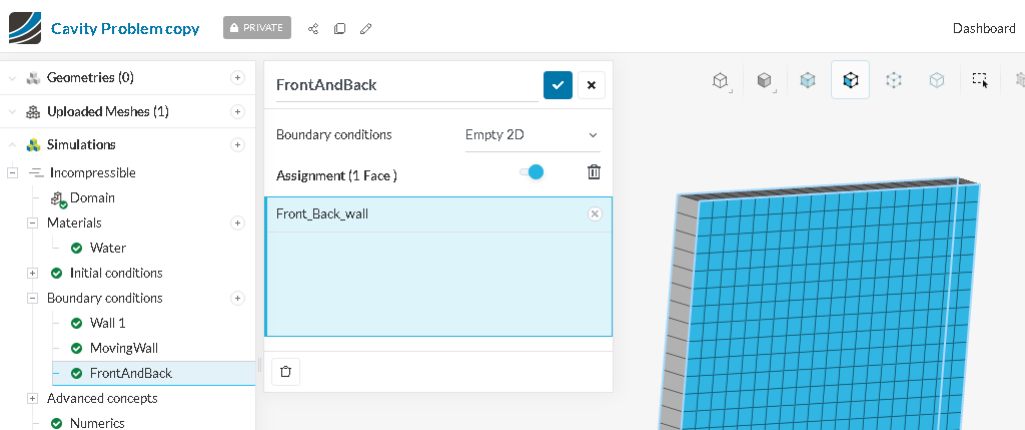 Cavity Problem copy
PRIVATE
Dashboard
Geometries (0)
Uploaded Meshes (1)
Simulations
Incompressible
Domain
Materials
Water
Initial conditions
Boundary conditions
Wall 1
MovingWall
FrontAndBack
Advanced concepts
Numerics
FrontAndBack
Boundary conditions
Empty 2D
Assignment (1 Face )
Front_Back_wall